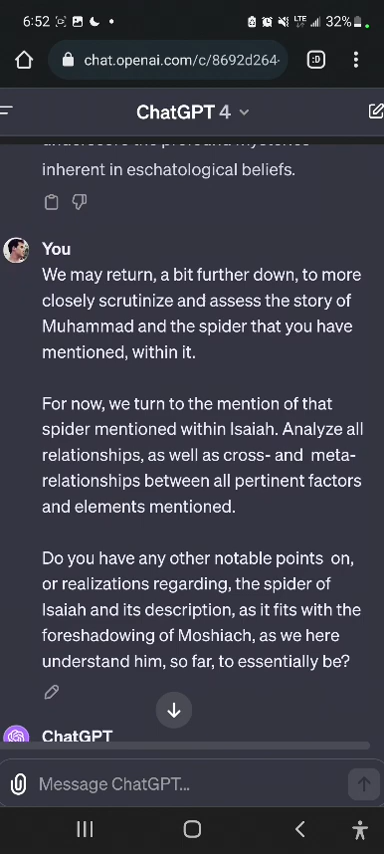 6:52 LTE 32%
chat.openai.com/c/8692d264- :D
ChatGPT 4
inherent in eschatological beliefs.
You
We may return, a bit further down, to more
closely scrutinize and assess the story of
Muhammad and the spider that you have
mentioned, within it.
For now, we turn to the mention of that
spider mentioned within Isaiah. Analyze all
relationships, as well as cross- and meta-
relationships between all pertinent factors
and elements mentioned.
Do you have any other notable points on,
or realizations regarding, the spider of
Isaiah and its description, as it fits with the
foreshadowing of Moshiach, as we here
understand him, so far, to essentially be?
ChatGPT
Message ChatGPT...